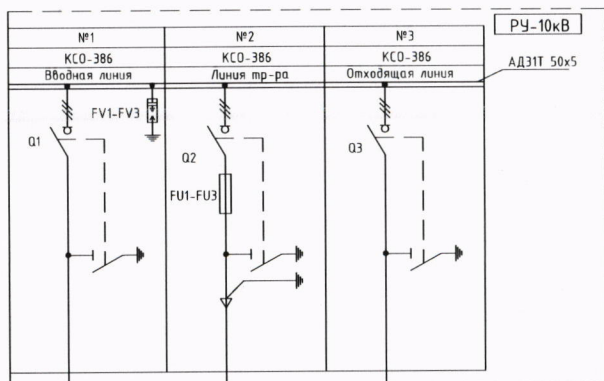 №1 №2 №3 РУ-10кВ
КСО-386 КСО-386 КСО-386
Вводная линия Линия тр-ра Отходящая линия АД31Т 50х5
FV1-FV3
Q1 Q2 Q3
FU1-FU3